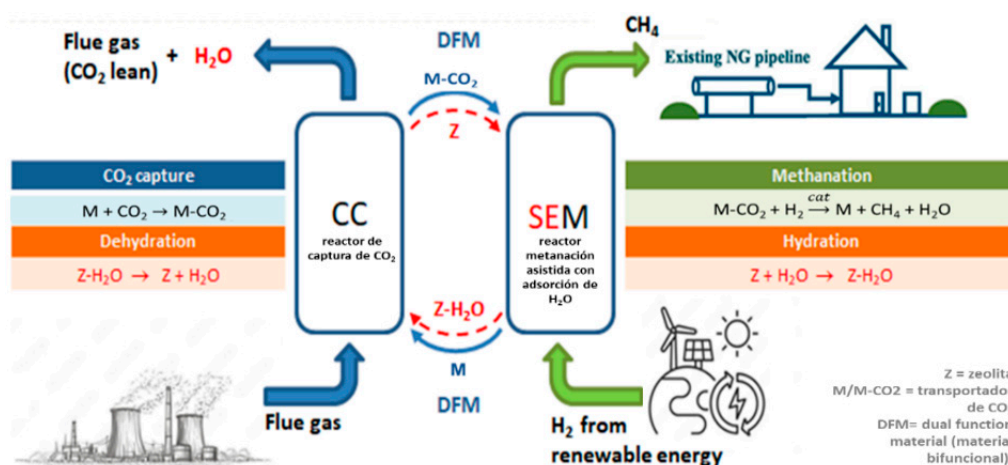 Flue gas
(CO₂ lean) + H₂O
DFM
M-CO₂
Z
CH₄
Existing NG pipeline
CO₂ capture
M + CO₂ → M-CO₂
Dehydration
Z-H₂O → Z + H₂O
CC
reactor de
captura de CO₂
SEM
reactor
metanación
asistida con
adsorción de
H₂O
Methanation
M-CO₂ + H₂ cat→ M + CH₄ + H₂O
Hydration
Z + H₂O → Z-H₂O
Z-H₂O
M
DFM
Flue gas
H₂ from
renewable energy
Z = zeolita
M/M-CO2 = transportado
de CO
DFM= dual function
material (materia
bifuncional)